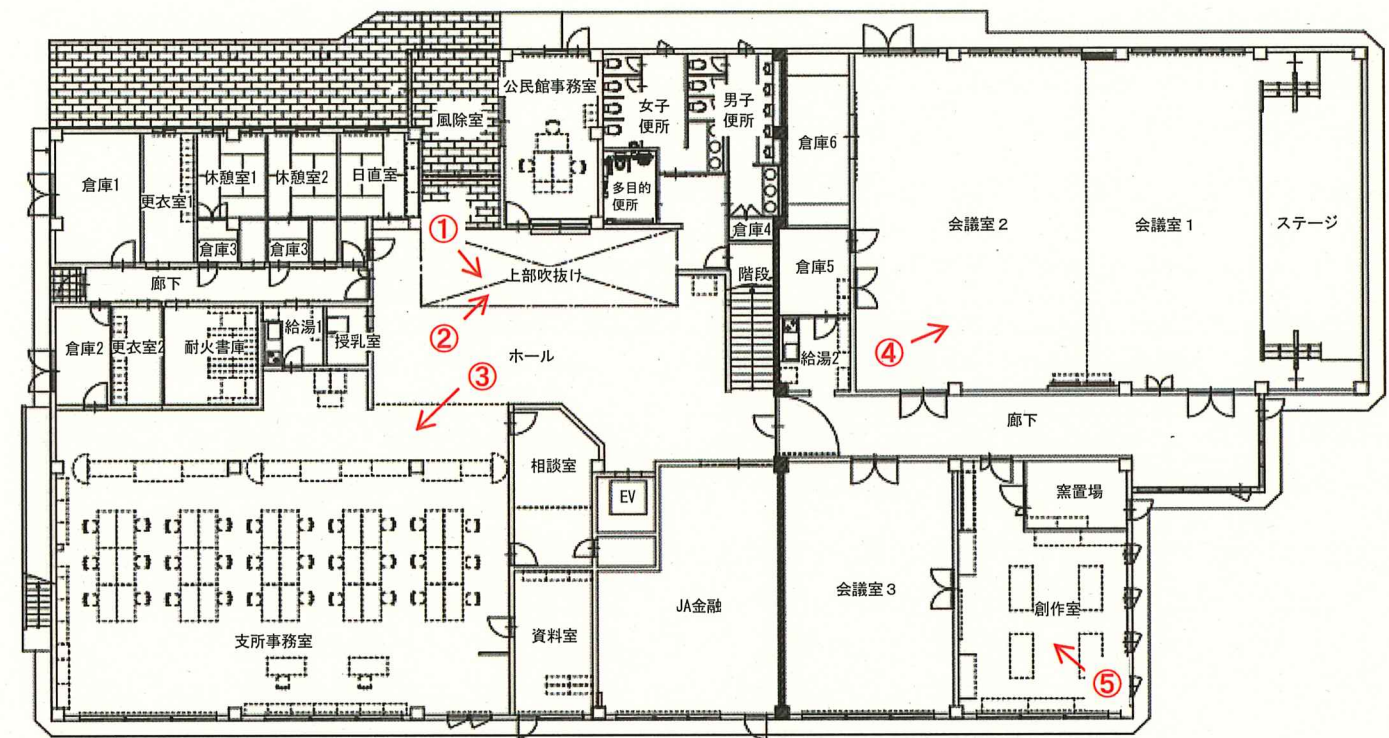 公民館事務室
風除室
女子
便所
男子
便所
倉庫6
倉庫1
更衣室1
休憩室1
休憩室2
日直室
多目的
便所
会議室2
会議室1
ステージ
倉庫3
倉庫3
①
倉庫4
廊下
上部吹抜け
階段
倉庫5
②
倉庫2
更衣室2
耐火書庫
給湯1
授乳室
ホール
給湯2
④
③
廊下
相談室
EV
窯置場
会議室3
JA金融
創作室
支所事務室
資料室
⑤